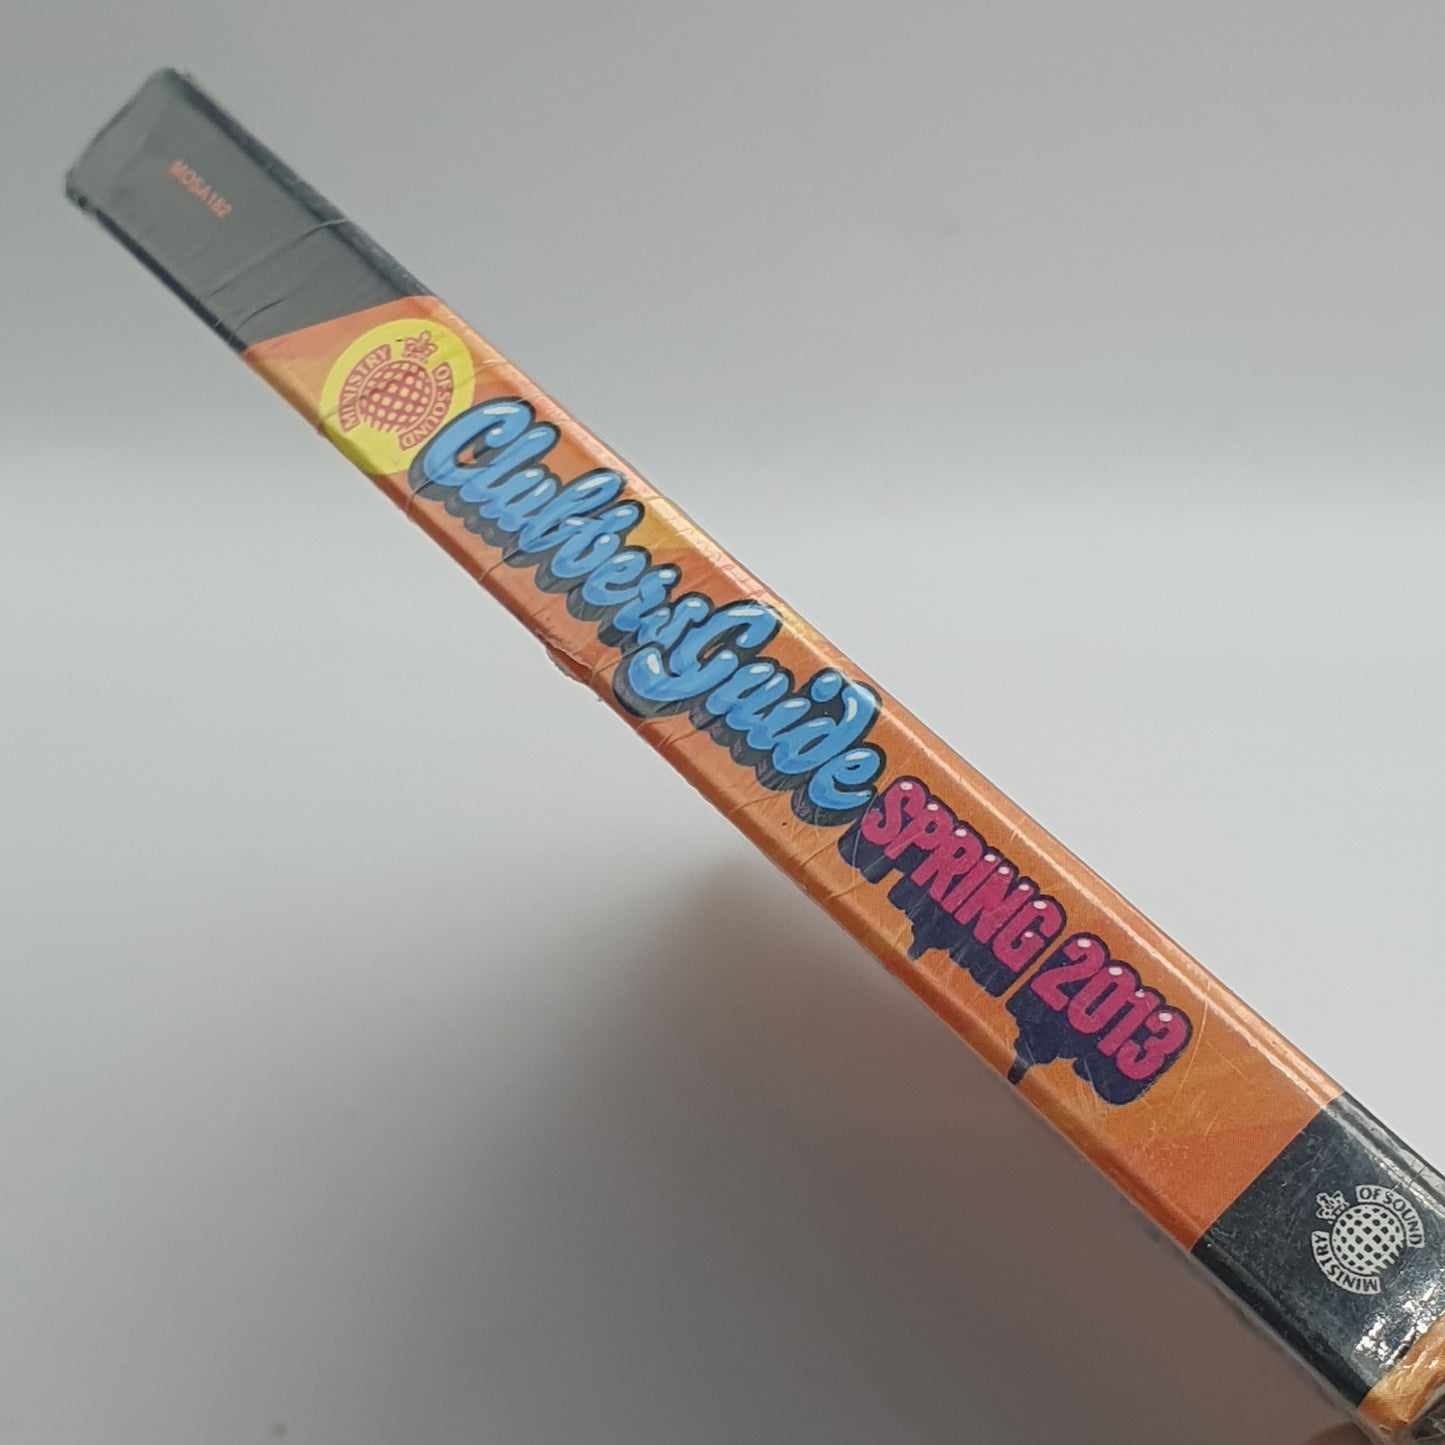 MOSA182
MINISTRY OF SOUND
Clubbers Guide
SPRING 2013
MINISTRY OF SOUND